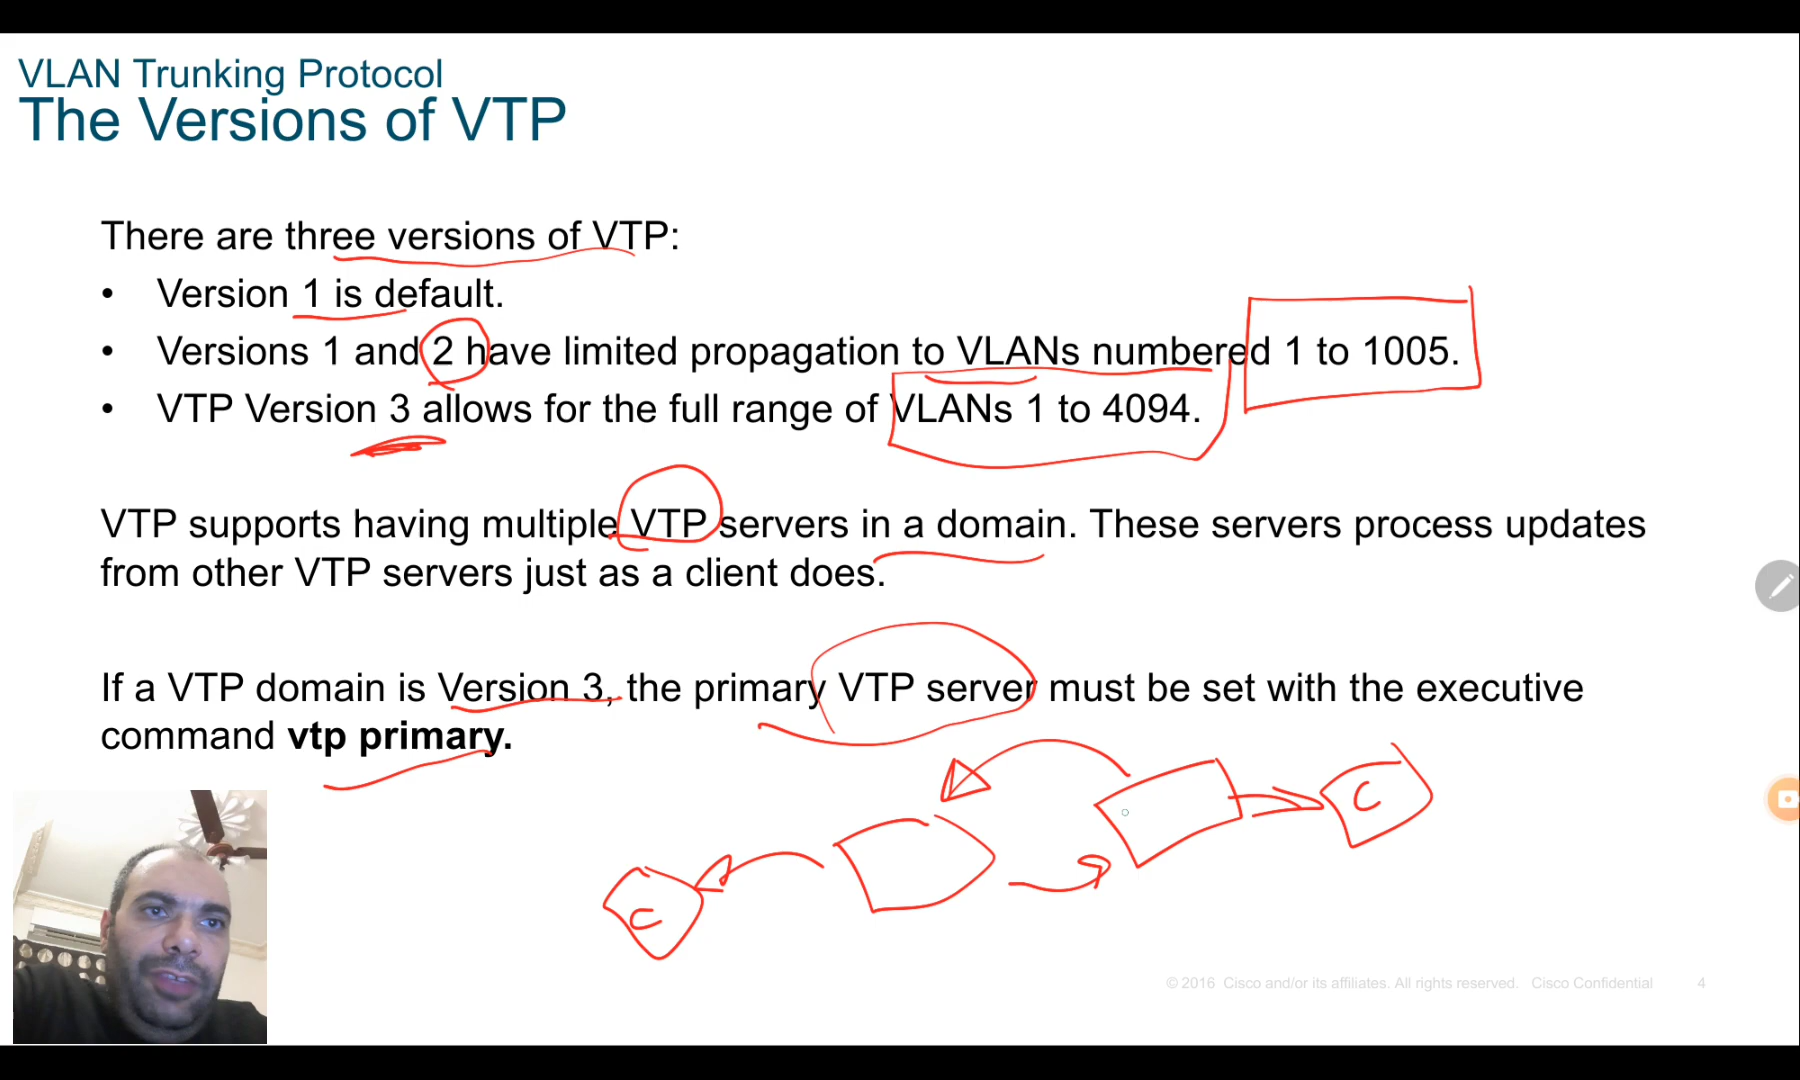 VLAN Trunking Protocol
The Versions of VTP
There are three versions of VTP:
• Version 1 is default.
• Versions 1 and 2 have limited propagation to VLANs numbered 1 to 1005.
• VTP Version 3 allows for the full range of VLANs 1 to 4094.
VTP supports having multiple VTP servers in a domain. These servers process updates
from other VTP servers just as a client does.
If a VTP domain is Version 3, the primary VTP server must be set with the executive
command vtp primary.
C
C
© 2016 Cisco and/or its affiliates. All rights reserved. Cisco Confidential 4